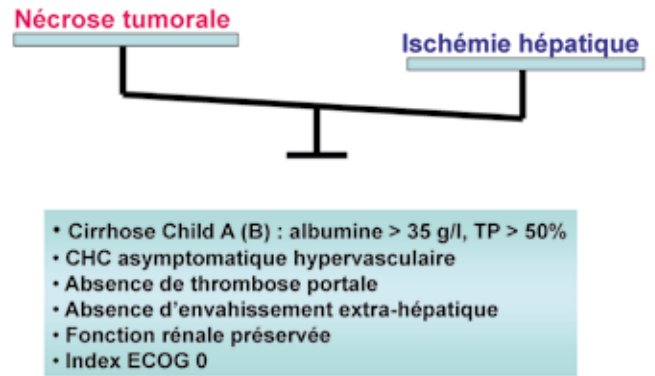 Nécrose tumorale
Ischémie hépatique
• Cirrhose Child A (B) : albumine > 35 g/l, TP > 50%
• CHC asymptomatique hypervasculaire
• Absence de thrombose portale
• Absence d'envahissement extra-hépatique
• Fonction rénale préservée
• Index ECOG 0